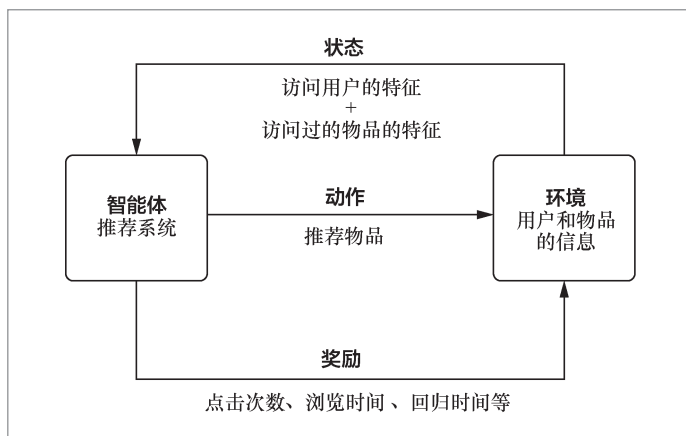 状态
访问用户的特征
+
访问过的物品的特征
智能体
推荐系统
动作
推荐物品
环境
用户和物品
的信息
奖励
点击次数、浏览时间、回归时间等